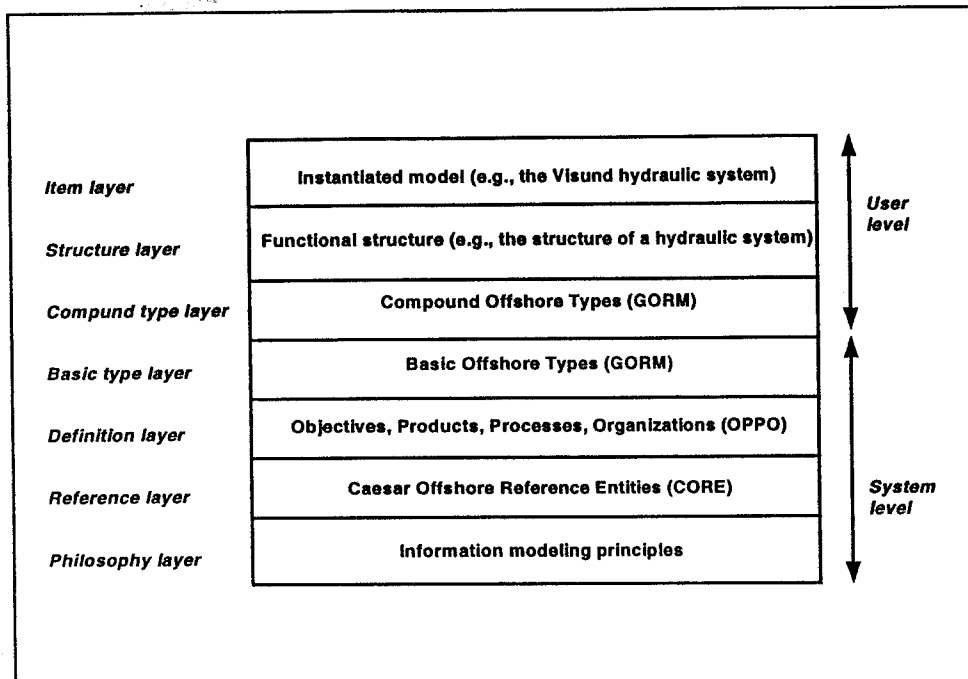 Item layer
Instantiated model (e.g., the Visund hydraulic system)
User
level
Structure layer
Functional structure (e.g., the structure of a hydraulic system)
Compund type layer
Compound Offshore Types (GORM)
Basic type layer
Basic Offshore Types (GORM)
Definition layer
Objectives, Products, Processes, Organizations (OPPO)
Reference layer
Caesar Offshore Reference Entities (CORE)
System
level
Philosophy layer
Information modeling principles